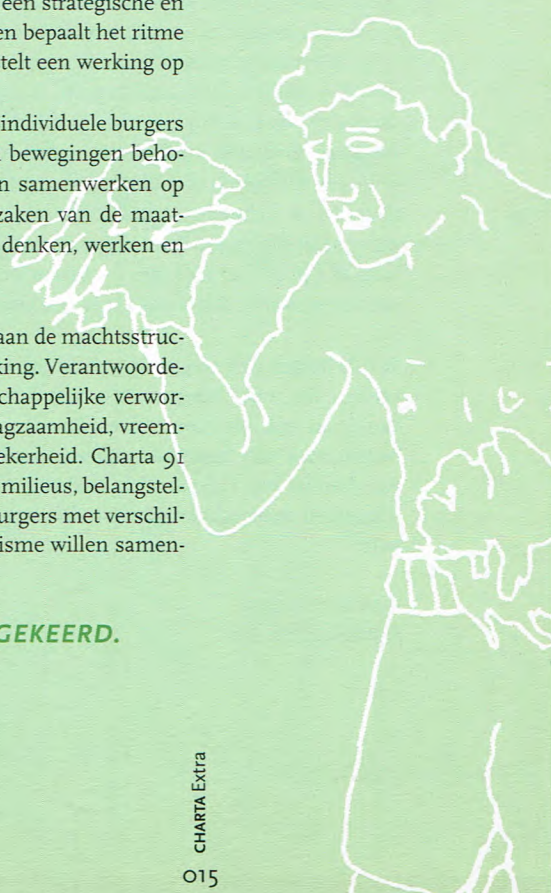 een strategische en
en bepaalt het ritme
telt een werking op
individuele burgers
bewegingen beho-
n samenwerken op
zaken van de maat-
denken, werken en
aan de machtsstruc-
king. Verantwoorde-
chappelijke verwor-
agzaamheid, vreem-
ekerheid. Charta 91
milieus, belangstel-
urgers met verschil-
isme willen samen-
GEKEERD.
CHARTA Extra
015